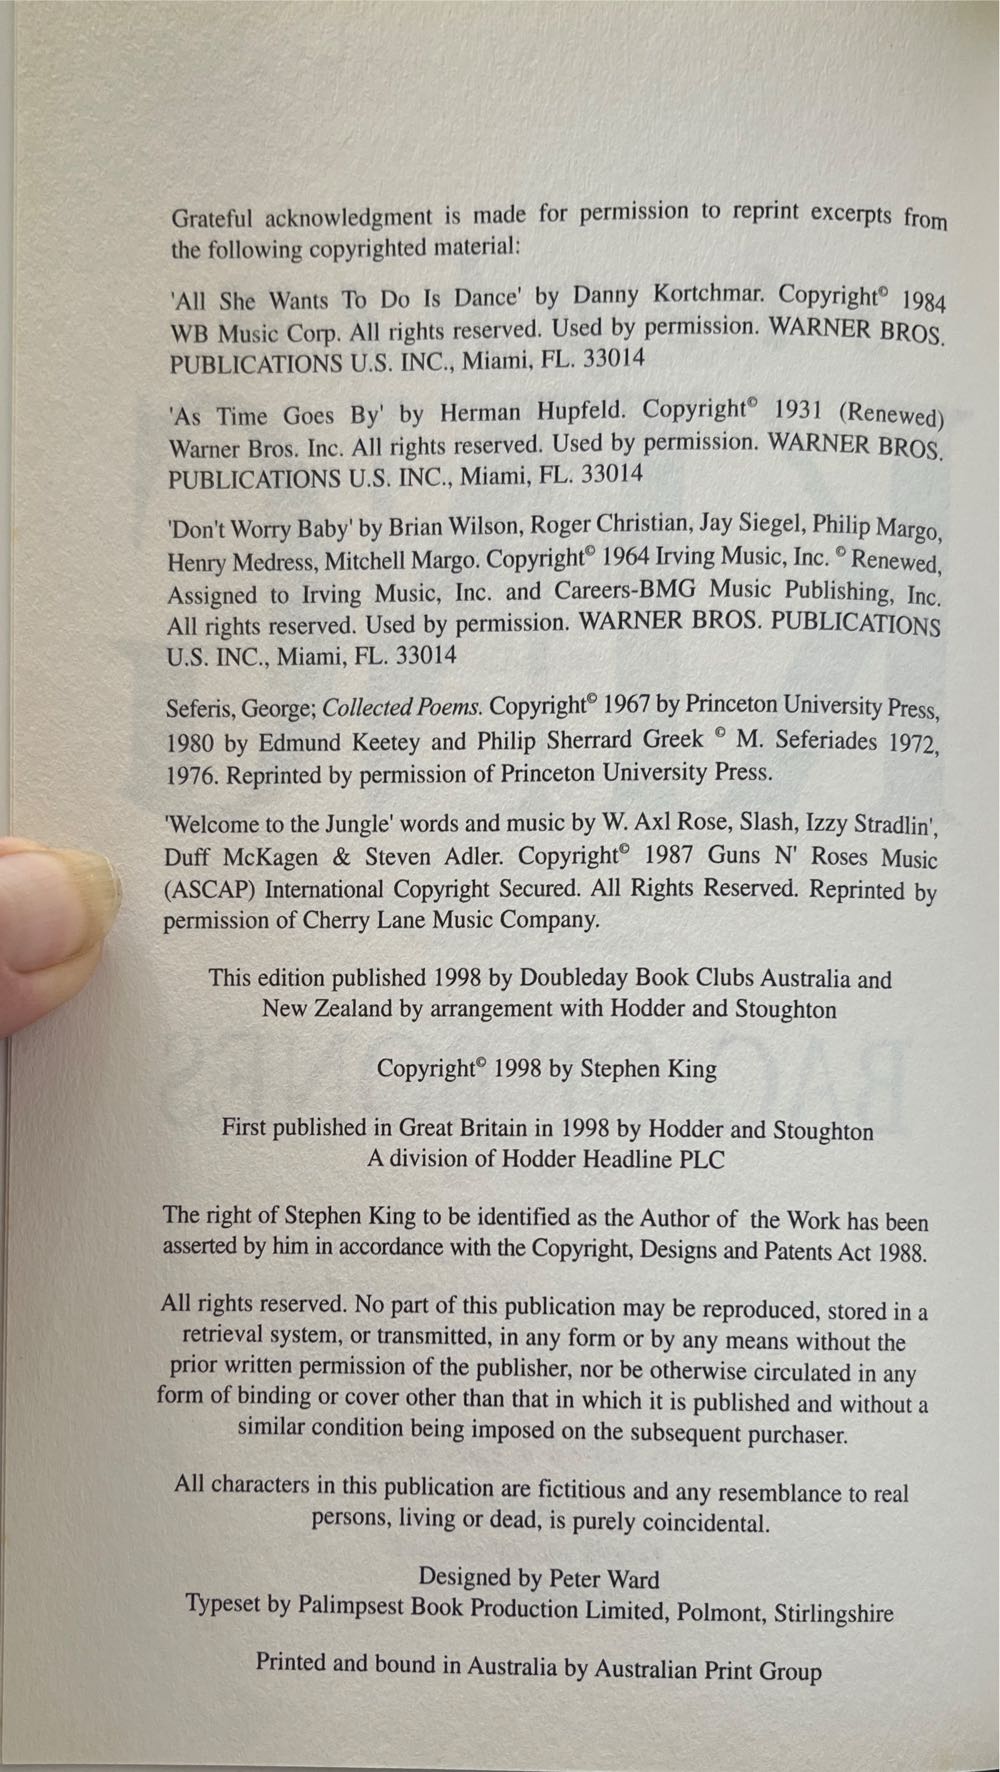 Grateful acknowledgment is made for permission to reprint excerpts from
the following copyrighted material:
'All She Wants To Do Is Dance' by Danny Kortchmar. Copyright© 1984
WB Music Corp. All rights reserved. Used by permission. WARNER BROS.
PUBLICATIONS U.S. INC., Miami, FL. 33014
'As Time Goes By' by Herman Hupfeld. Copyright© 1931 (Renewed)
Warner Bros. Inc. All rights reserved. Used by permission. WARNER BROS.
PUBLICATIONS U.S. INC., Miami, FL. 33014
'Don't Worry Baby' by Brian Wilson, Roger Christian, Jay Siegel, Philip Margo,
Henry Medress, Mitchell Margo. Copyright© 1964 Irving Music, Inc. © Renewed,
Assigned to Irving Music, Inc. and Careers-BMG Music Publishing, Inc.
All rights reserved. Used by permission. WARNER BROS. PUBLICATIONS
U.S. INC., Miami, FL. 33014
Seferis, George; Collected Poems. Copyright© 1967 by Princeton University Press,
1980 by Edmund Keetey and Philip Sherrard Greek © M. Seferiades 1972,
1976. Reprinted by permission of Princeton University Press.
'Welcome to the Jungle' words and music by W. Axl Rose, Slash, Izzy Stradlin',
Duff McKagen & Steven Adler. Copyright© 1987 Guns N' Roses Music
(ASCAP) International Copyright Secured. All Rights Reserved. Reprinted by
permission of Cherry Lane Music Company.
This edition published 1998 by Doubleday Book Clubs Australia and
New Zealand by arrangement with Hodder and Stoughton
Copyright© 1998 by Stephen King
First published in Great Britain in 1998 by Hodder and Stoughton
A division of Hodder Headline PLC
The right of Stephen King to be identified as the Author of the Work has been
asserted by him in accordance with the Copyright, Designs and Patents Act 1988.
All rights reserved. No part of this publication may be reproduced, stored in a
retrieval system, or transmitted, in any form or by any means without the
prior written permission of the publisher, nor be otherwise circulated in any
form of binding or cover other than that in which it is published and without a
similar condition being imposed on the subsequent purchaser.
All characters in this publication are fictitious and any resemblance to real
persons, living or dead, is purely coincidental.
Designed by Peter Ward
Typeset by Palimpsest Book Production Limited, Polmont, Stirlingshire
Printed and bound in Australia by Australian Print Group